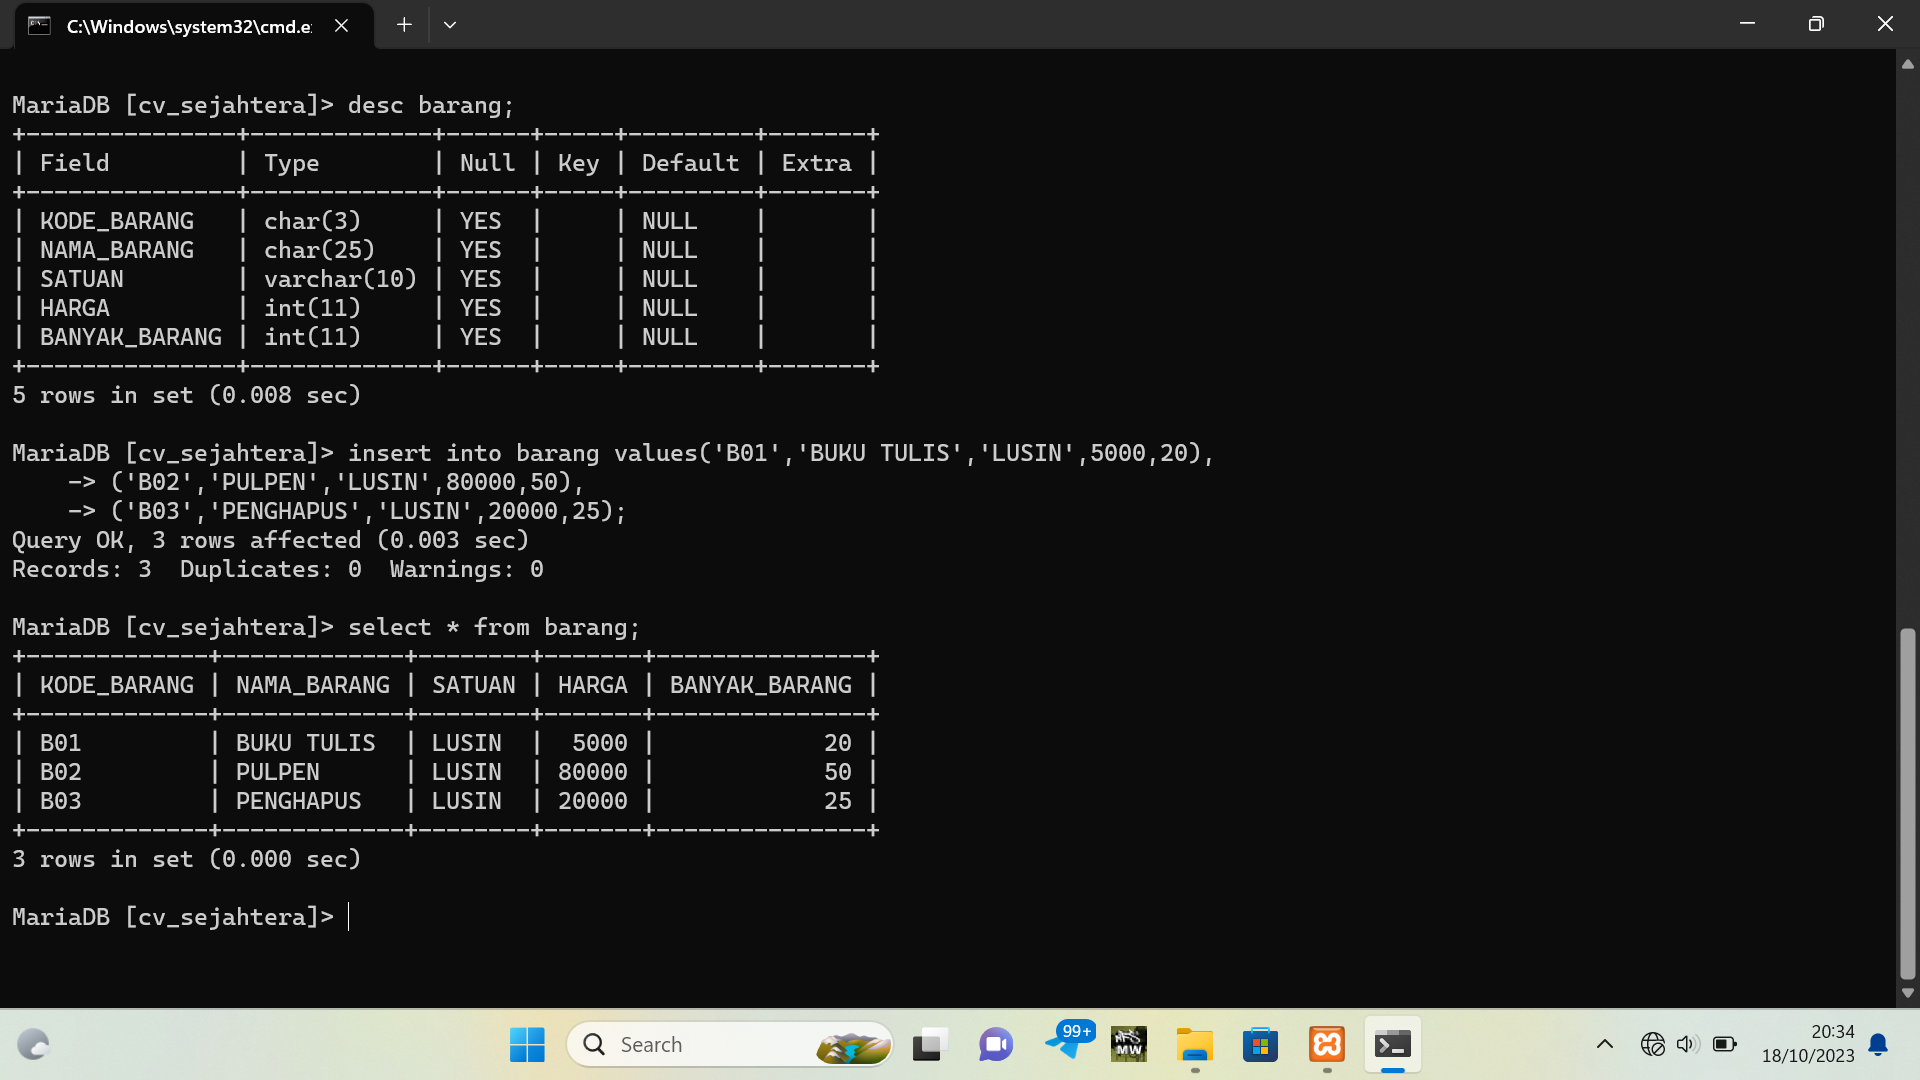 C:\Windows\system32\cmd.e
MariaDB [cv_sejahtera]> desc barang;
+---------------+-------------+------+-----+---------+-------+
| Field         | Type        | Null | Key | Default | Extra |
+---------------+-------------+------+-----+---------+-------+
| KODE_BARANG   | char(3)     | YES  |     | NULL    |       |
| NAMA_BARANG   | char(25)    | YES  |     | NULL    |       |
| SATUAN        | varchar(10) | YES  |     | NULL    |       |
| HARGA         | int(11)     | YES  |     | NULL    |       |
| BANYAK_BARANG | int(11)     | YES  |     | NULL    |       |
+---------------+-------------+------+-----+---------+-------+
5 rows in set (0.008 sec)
MariaDB [cv_sejahtera]> insert into barang values('B01','BUKU TULIS','LUSIN',5000,20),
    -> ('B02','PULPEN','LUSIN',80000,50),
    -> ('B03','PENGHAPUS','LUSIN',20000,25);
Query OK, 3 rows affected (0.003 sec)
Records: 3  Duplicates: 0  Warnings: 0
MariaDB [cv_sejahtera]> select * from barang;
+-------------+-------------+--------+-------+---------------+
| KODE_BARANG | NAMA_BARANG | SATUAN | HARGA | BANYAK_BARANG |
+-------------+-------------+--------+-------+---------------+
| B01         | BUKU TULIS  | LUSIN  |  5000 |            20 |
| B02         | PULPEN      | LUSIN  | 80000 |            50 |
| B03         | PENGHAPUS   | LUSIN  | 20000 |            25 |
+-------------+-------------+--------+-------+---------------+
3 rows in set (0.000 sec)
MariaDB [cv_sejahtera]>
Search
99+
NFS
MW
20:34
18/10/2023